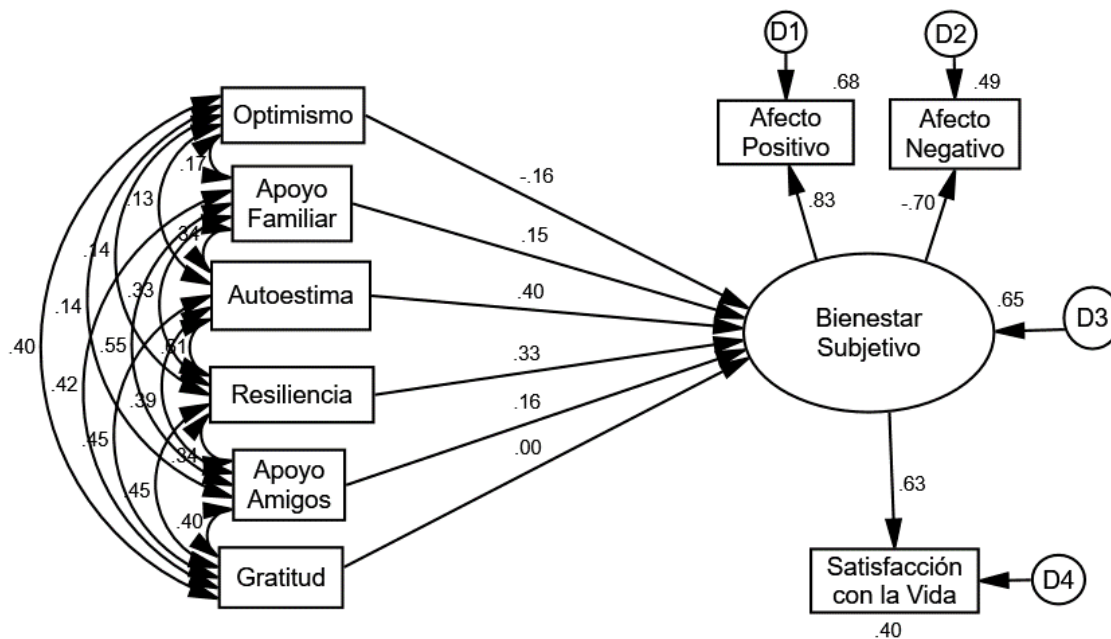 D1
D2
.68
.49
Optimismo
Afecto
Positivo
Afecto
Negativo
.17
-.16
.13
Apoyo
Familiar
.83
-.70
.34
.15
.14
Autoestima
.40
.65
D3
.33
.14
Bienestar
Subjetivo
.40
.55
.51
.33
.42
Resiliencia
.39
.16
.45
.34
Apoyo
Amigos
.00
.45
.63
.40
Gratitud
Satisfacción
con la Vida
D4
.40